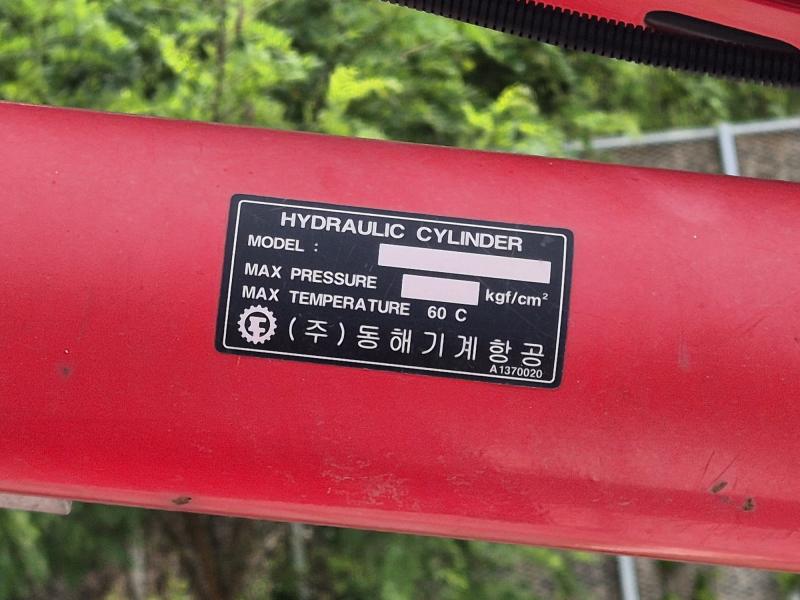 HYDRAULIC CYLINDER
MODEL :
MAX PRESSURE kgf/cm²
MAX TEMPERATURE 60 C
(주)동해기계항공
A1370020